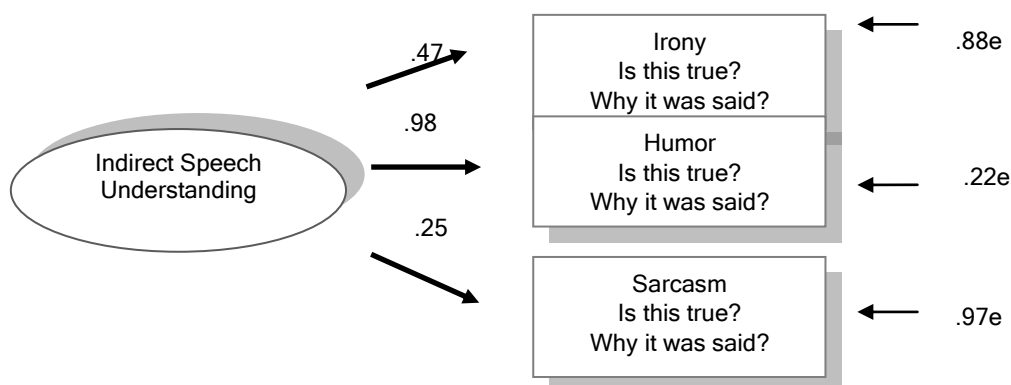 Indirect Speech
Understanding
.47
.98
.25
Irony
Is this true?
Why it was said?
Humor
Is this true?
Why it was said?
Sarcasm
Is this true?
Why it was said?
.88e
.22e
.97e